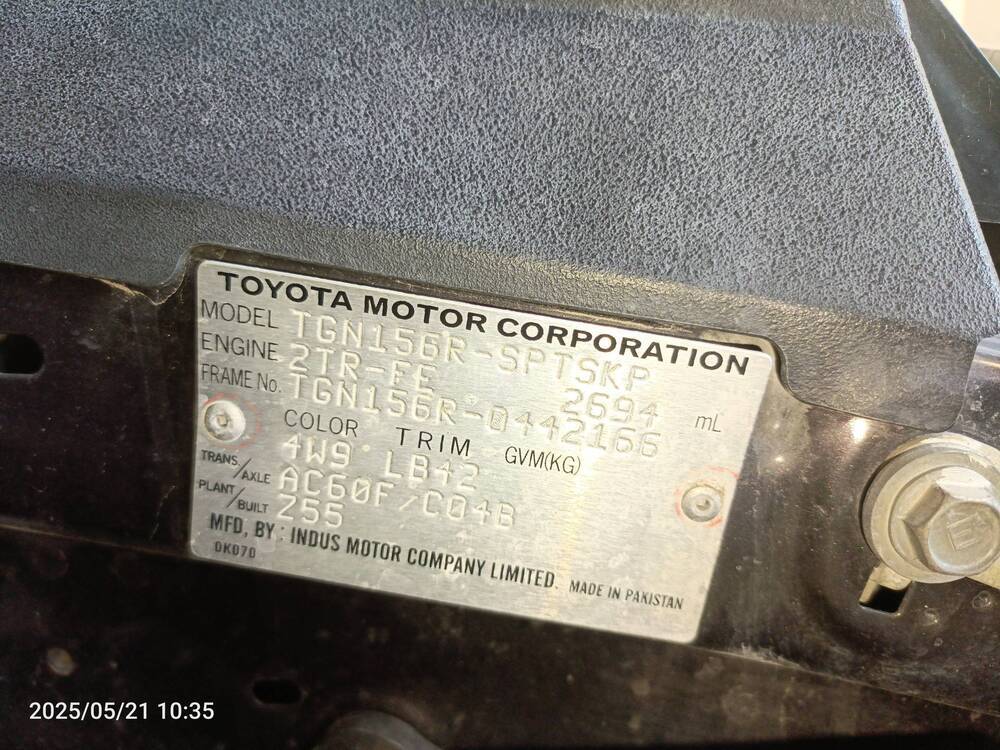 TOYOTA MOTOR CORPORATION
MODEL TGN156R-SPTSKP
ENGINE 2TR-FE 2694 mL
FRAME No. TGN156R-0442166
COLOR TRIM GVM(KG)
4W9 LB42
TRANS./AXLE AC60F/C04B
PLANT/BUILT Z55
MFD, BY : INDUS MOTOR COMPANY LIMITED. MADE IN PAKISTAN
0K070
2025/05/21 10:35